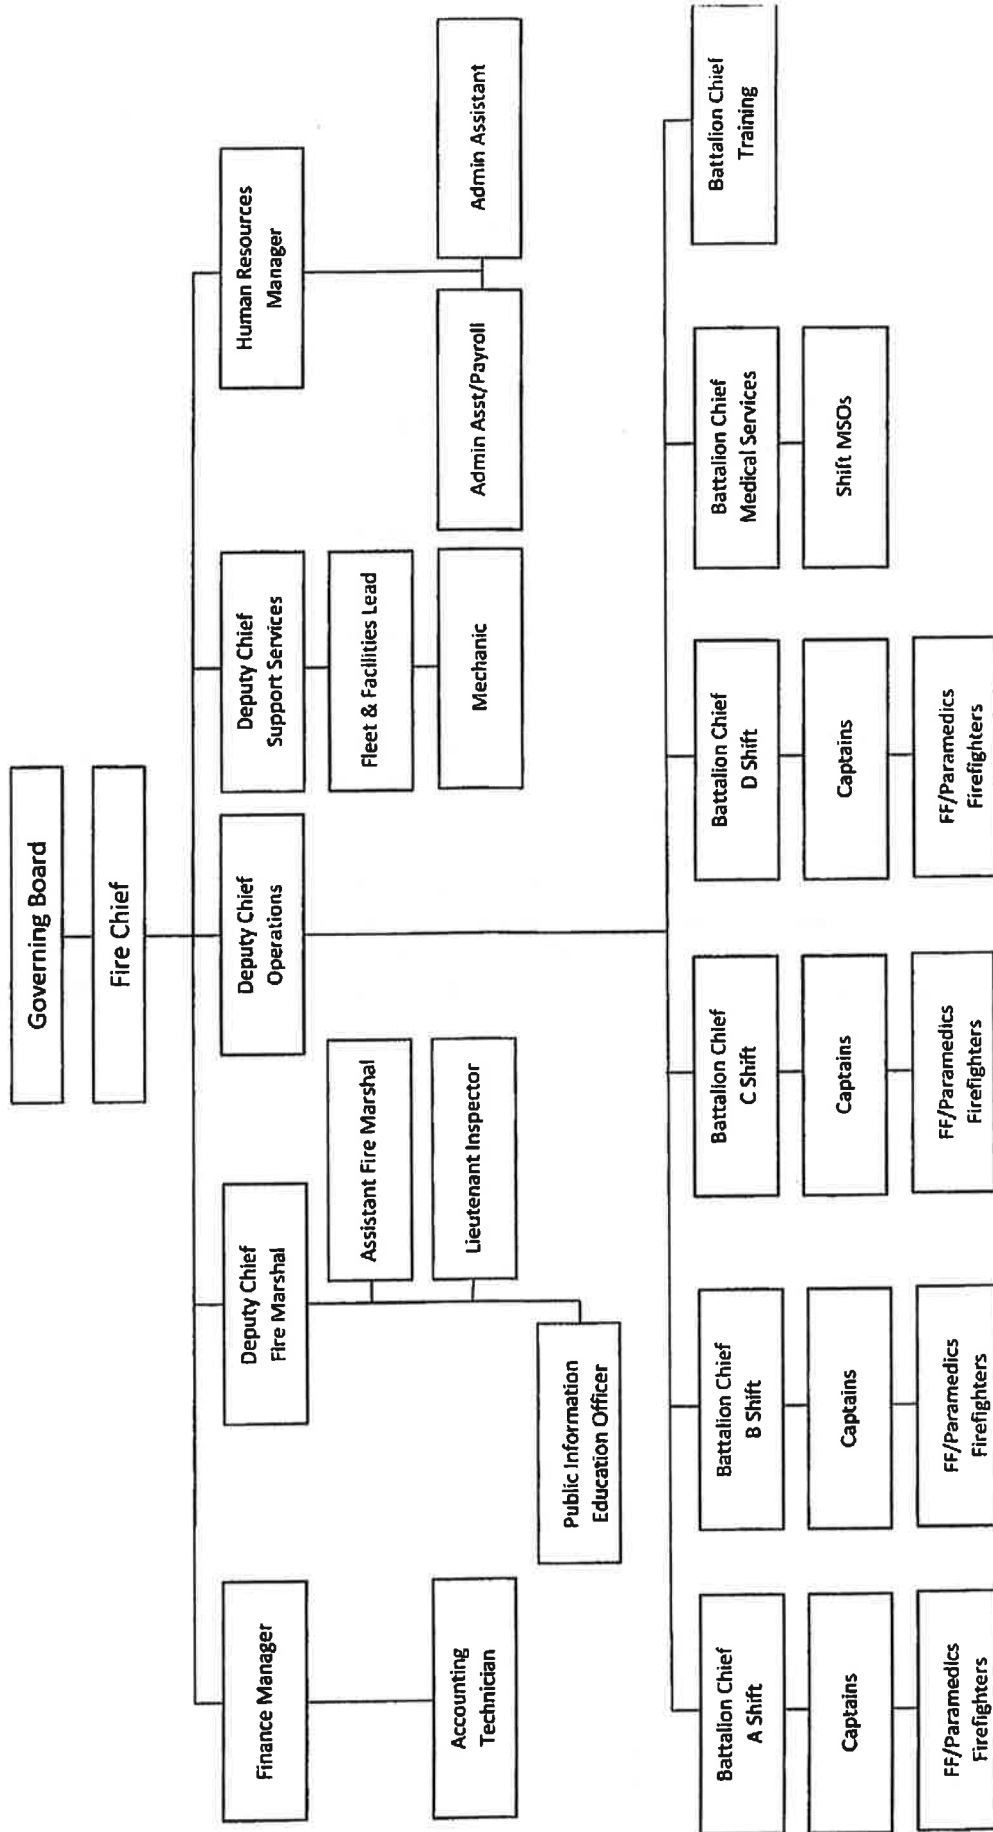 Governing Board
Fire Chief
Finance Manager
Deputy Chief
Fire Marshal
Deputy Chief
Operations
Deputy Chief
Support Services
Human Resources
Manager
Assistant Fire Marshal
Fleet & Facilities Lead
Accounting
Technician
Lieutenant Inspector
Mechanic
Admin Asst/Payroll
Admin Assistant
Public Information
Education Officer
Battalion Chief
A Shift
Battalion Chief
B Shift
Battalion Chief
C Shift
Battalion Chief
D Shift
Battalion Chief
Medical Services
Battalion Chief
Training
Captains
Captains
Captains
Captains
Shift MSOs
FF/Paramedics
Firefighters
FF/Paramedics
Firefighters
FF/Paramedics
Firefighters
FF/Paramedics
Firefighters